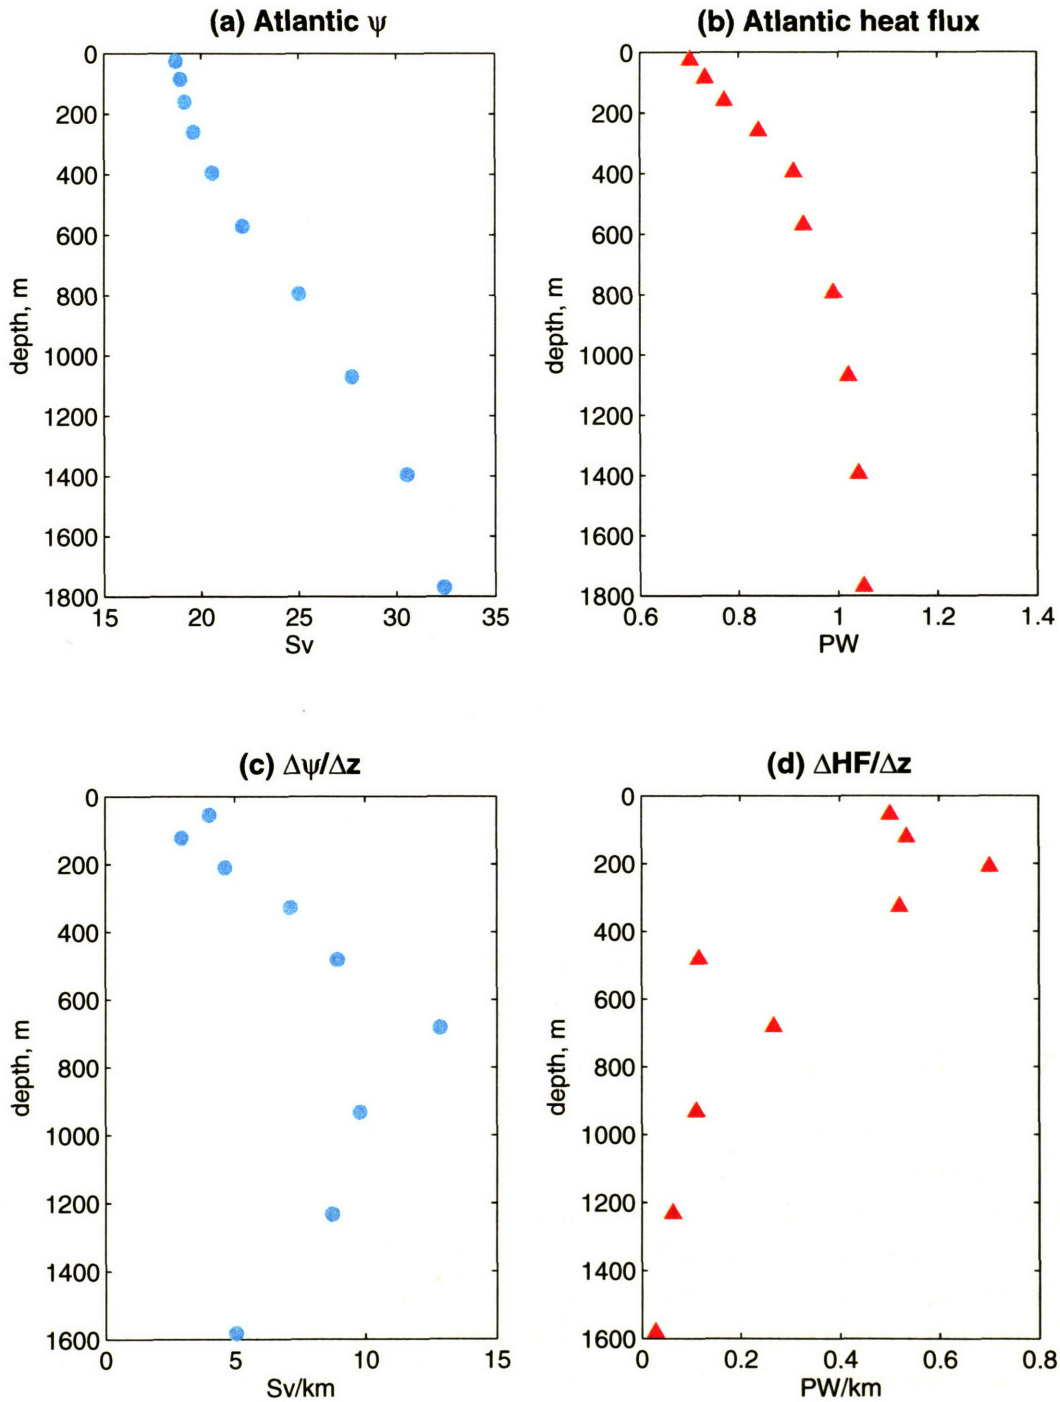 (a) Atlantic ψ
0
200
400
600
800
1000
1200
1400
1600
1800
depth, m
15 20 25 30 35
Sv
(b) Atlantic heat flux
0
200
400
600
800
1000
1200
1400
1600
1800
depth, m
0.6 0.8 1 1.2 1.4
PW
(c) Δψ/Δz
0
200
400
600
800
1000
1200
1400
1600
depth, m
0 5 10 15
Sv/km
(d) ΔHF/Δz
0
200
400
600
800
1000
1200
1400
1600
depth, m
0 0.2 0.4 0.6 0.8
PW/km